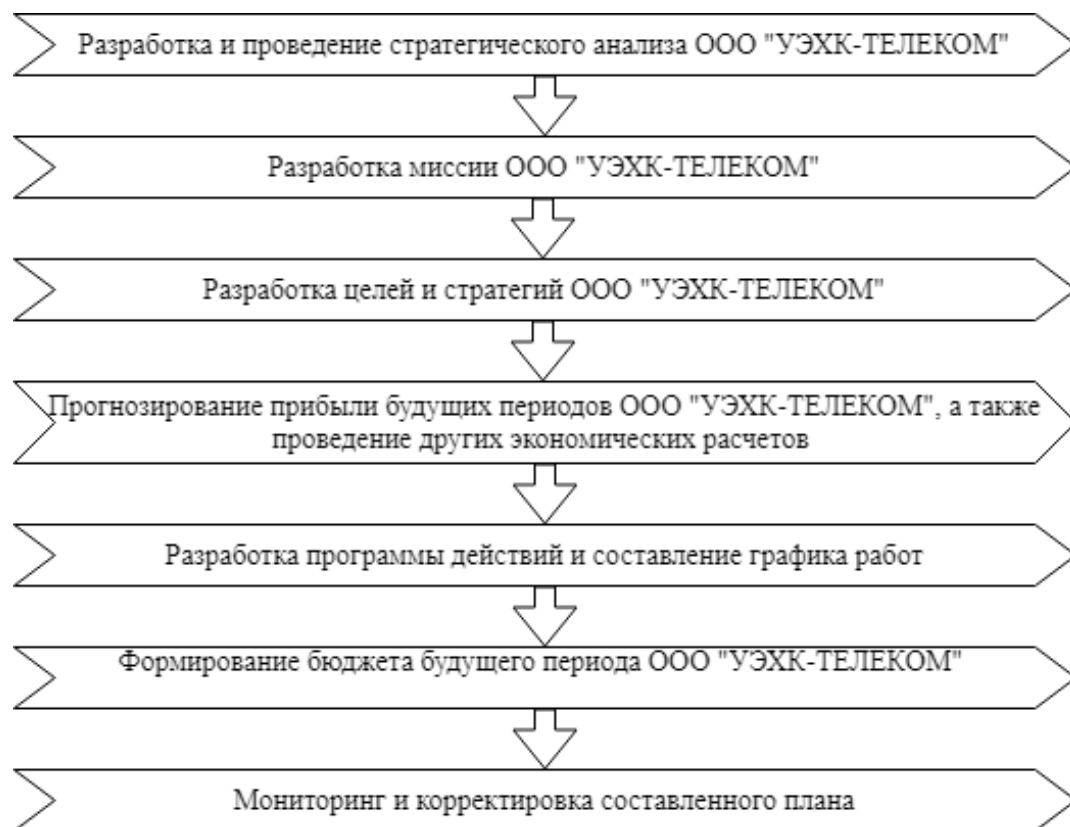 Разработка и проведение стратегического анализа ООО "УЭХК-ТЕЛЕКОМ"
Разработка миссии ООО "УЭХК-ТЕЛЕКОМ"
Разработка целей и стратегий ООО "УЭХК-ТЕЛЕКОМ"
Прогнозирование прибыли будущих периодов ООО "УЭХК-ТЕЛЕКОМ", а также
проведение других экономических расчетов
Разработка программы действий и составление графика работ
Формирование бюджета будущего периода ООО "УЭХК-ТЕЛЕКОМ"
Мониторинг и корректировка составленного плана